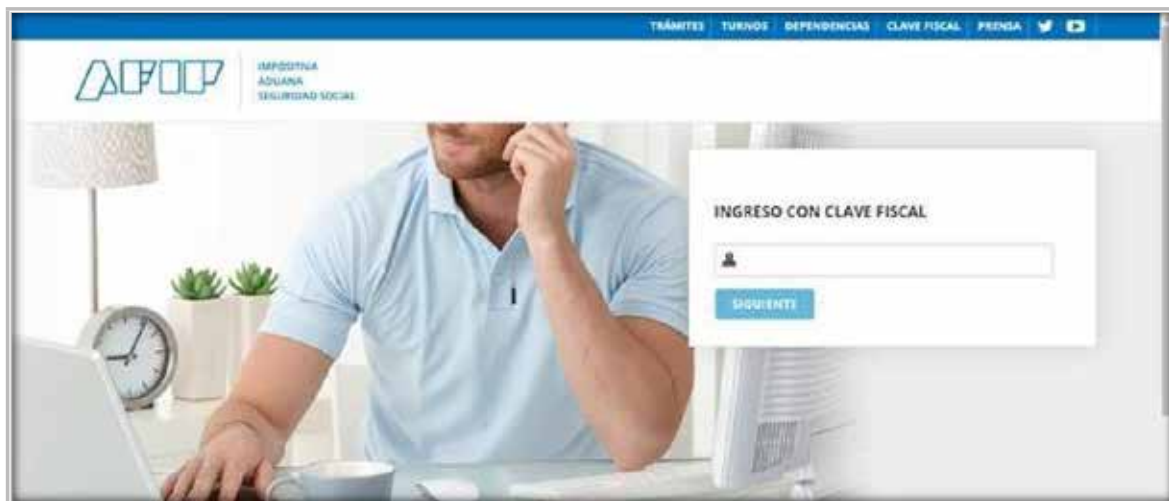 TRÁMITES TURNOS DEPENDENCIAS CLAVE FISCAL PRENSA
AFIP
IMPOSITIVA
ADUANA
SEGURIDAD SOCIAL
INGRESO CON CLAVE FISCAL
SIGUIENTE